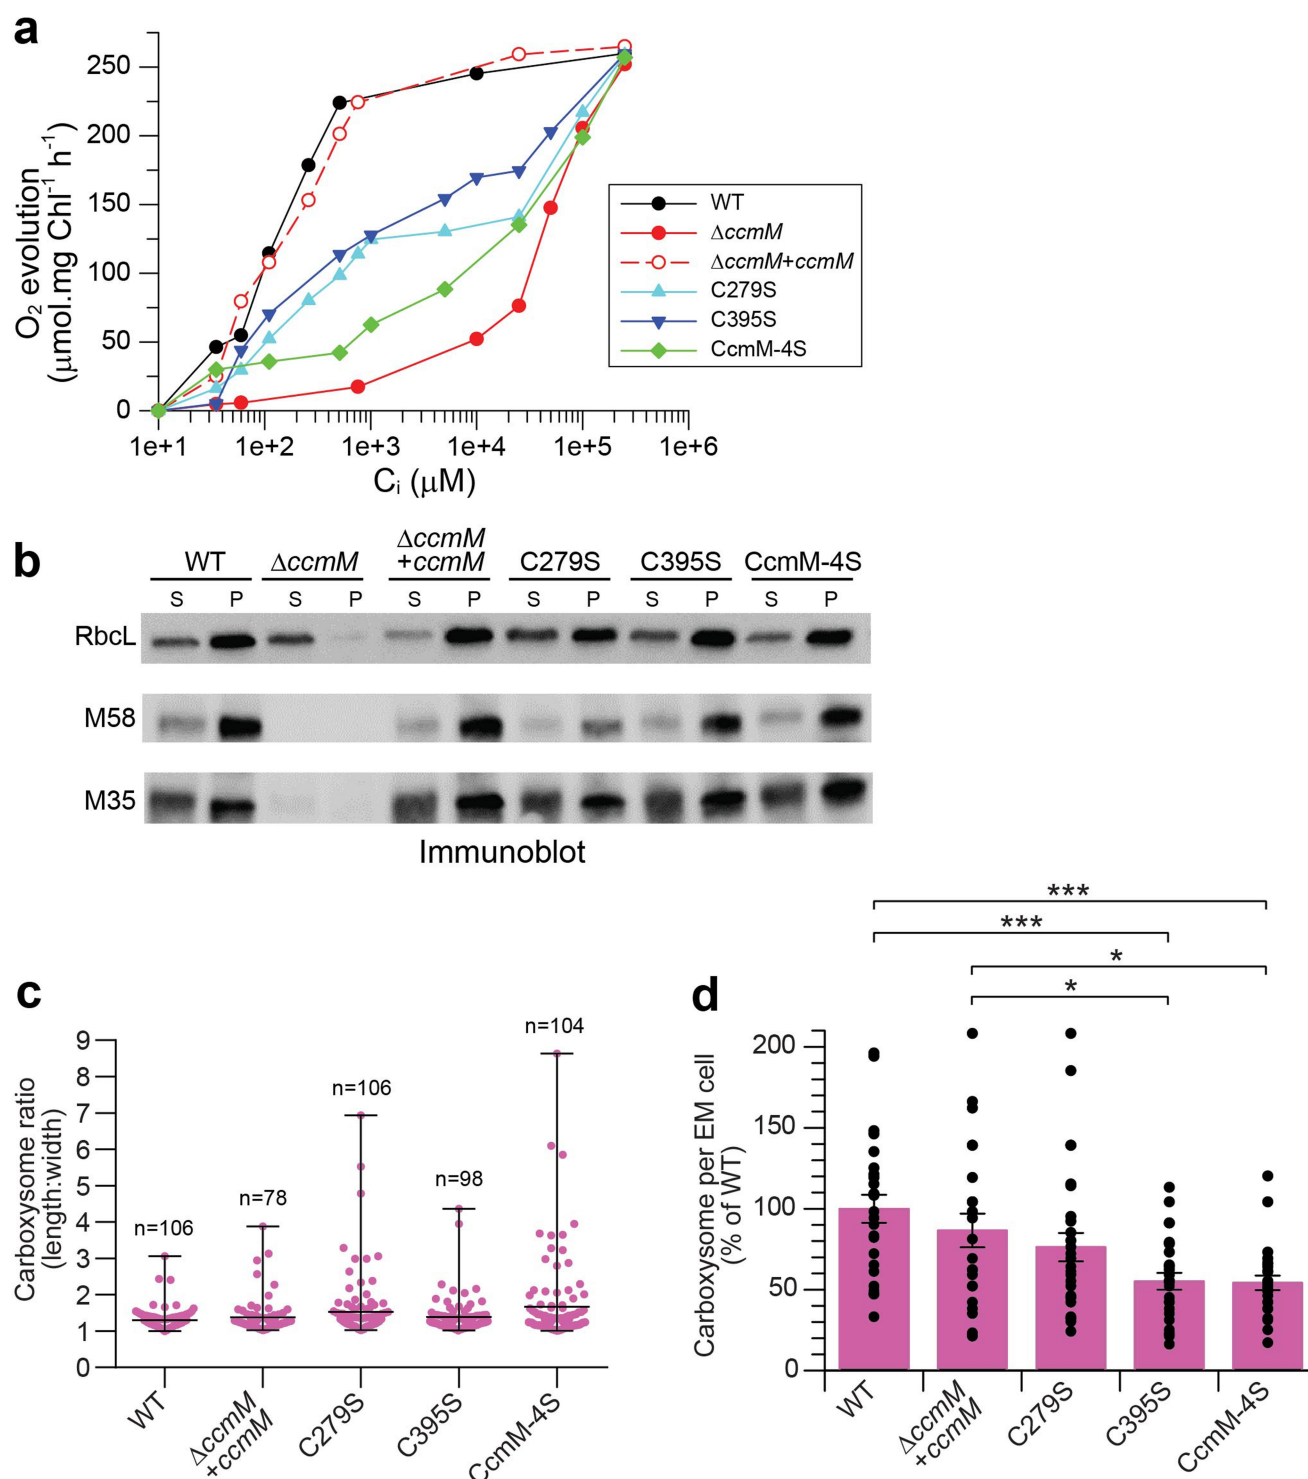 a
O₂ evolution
(μmol.mg Chl⁻¹ h⁻¹)
250
200
150
100
50
0
1e+1 1e+2 1e+3 1e+4 1e+5 1e+6
Cᵢ (μM)
WT
ΔccmM
ΔccmM+ccmM
C279S
C395S
CcmM-4S
b
WT ΔccmM ΔccmM +ccmM C279S C395S CcmM-4S
S P S P S P S P S P S P
RbcL
M58
M35
Immunoblot
c
Carboxysome ratio
(length:width)
9
8
7
6
5
4
3
2
1
0
n=106
n=78
n=106
n=98
n=104
WT
ΔccmM
+ccmM
C279S
C395S
CcmM-4S
d
***
***
*
*
Carboxysome per EM cell
(% of WT)
200
150
100
50
0
WT
ΔccmM
+ccmM
C279S
C395S
CcmM-4S